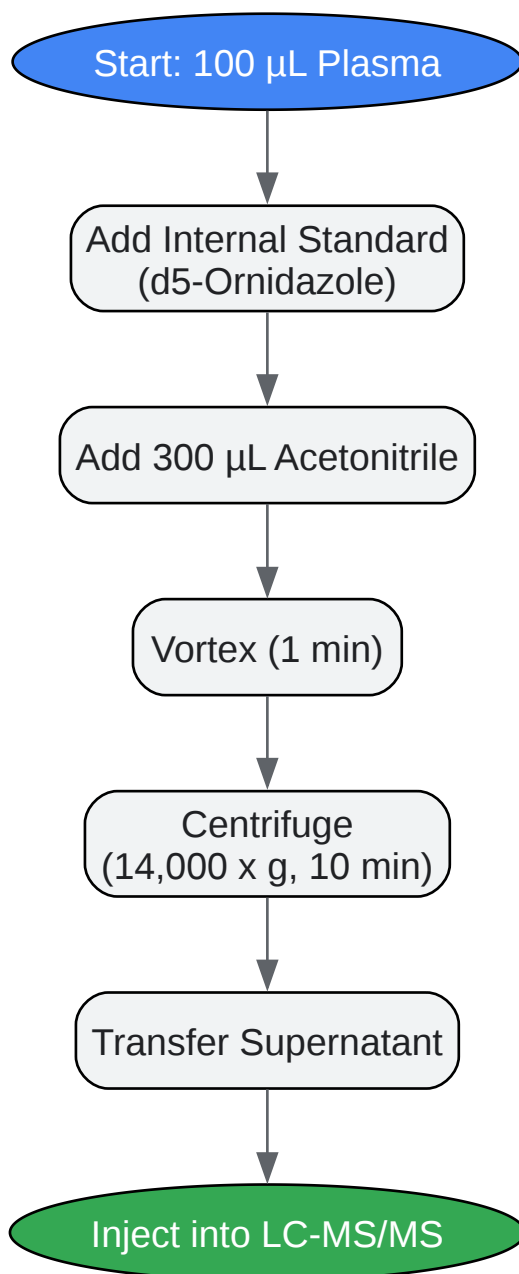 Start: 100 µL Plasma
Add Internal Standard
(d5-Ornidazole)
Add 300 µL Acetonitrile
Vortex (1 min)
Centrifuge
(14,000 x g, 10 min)
Transfer Supernatant
Inject into LC-MS/MS